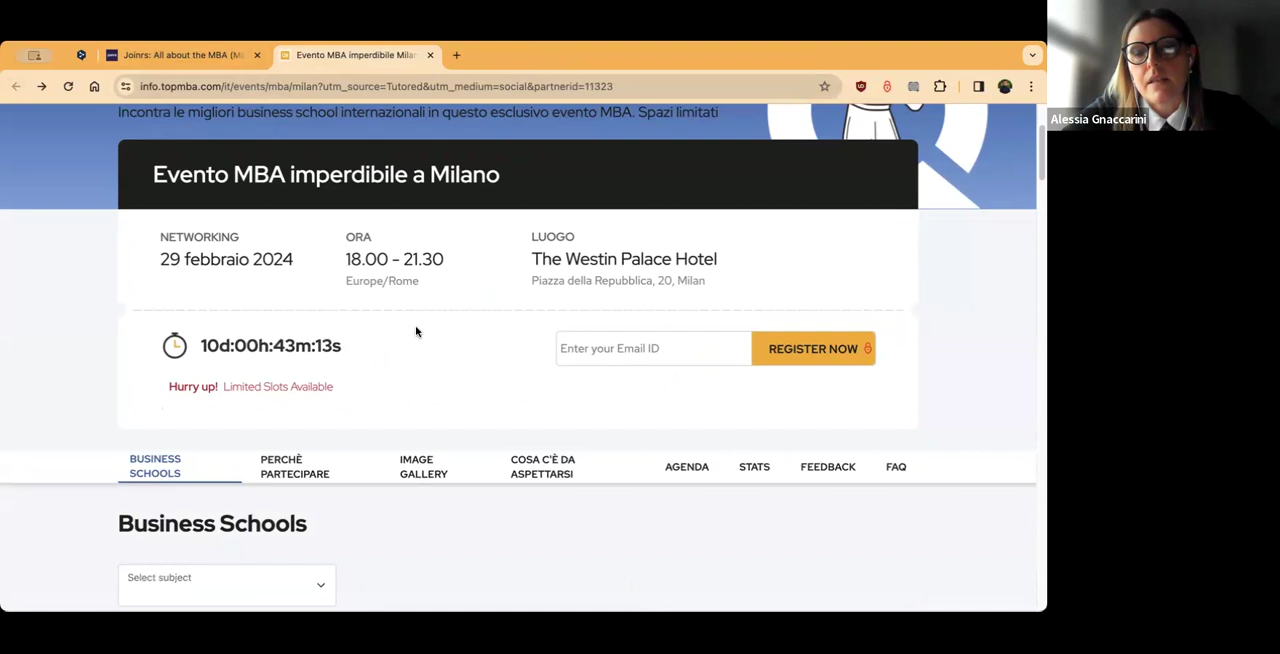 Joinrs: All about the MBA (Ma
Evento MBA imperdibile Milan
info.topmba.com/it/events/mba/milan?utm_source=Tutored&utm_medium=social&partnerid=11323
Alessia Gnaccarini
Incontra le migliori business school internazionali in questo esclusivo evento MBA. Spazi limitati
Evento MBA imperdibile a Milano
NETWORKING
29 febbraio 2024
ORA
18.00 - 21.30
Europe/Rome
LUOGO
The Westin Palace Hotel
Piazza della Repubblica, 20, Milan
10d:00h:43m:13s
Enter your Email ID
REGISTER NOW
Hurry up! Limited Slots Available
BUSINESS
SCHOOLS
PERCHÈ
PARTECIPARE
IMAGE
GALLERY
COSA C'È DA
ASPETTARSI
AGENDA
STATS
FEEDBACK
FAQ
Business Schools
Select subject